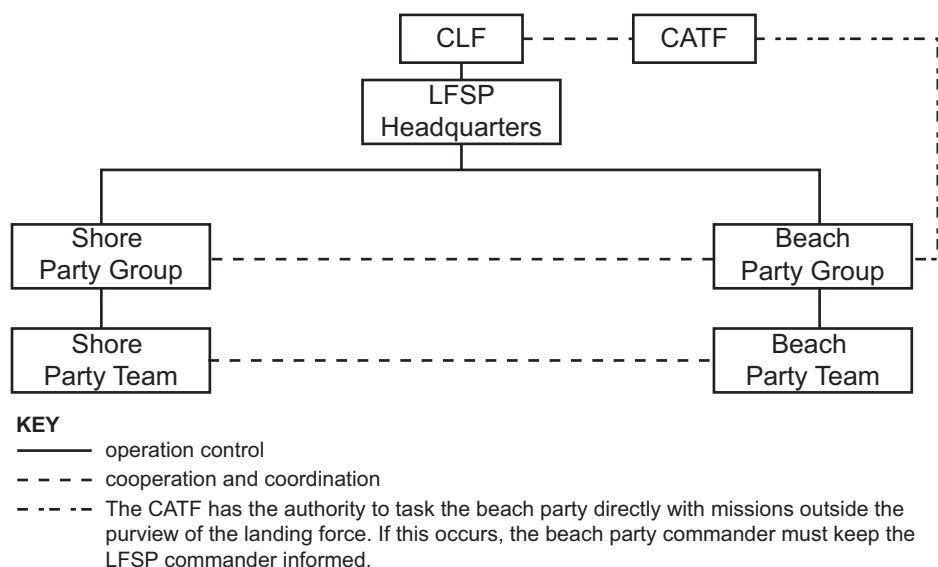 CLF
CATF
LFSP
Headquarters
Shore
Party Group
Beach
Party Group
Shore
Party Team
Beach
Party Team
KEY
operation control
cooperation and coordination
The CATF has the authority to task the beach party directly with missions outside the
purview of the landing force. If this occurs, the beach party commander must keep the
LFSP commander informed.